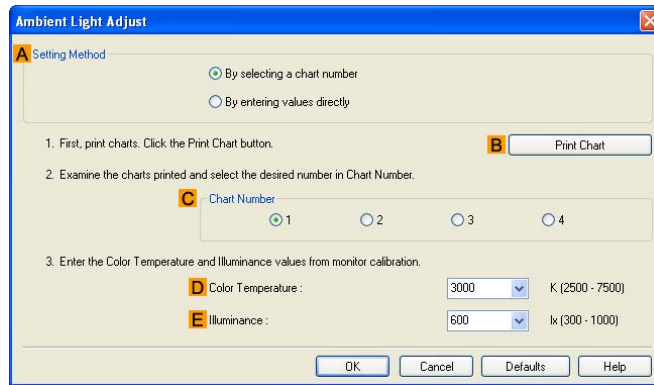 Ambient Light Adjust
A Setting Method
By selecting a chart number
By entering values directly
1. First, print charts. Click the Print Chart button.
B Print Chart
2. Examine the charts printed and select the desired number in Chart Number.
C Chart Number
1 2 3 4
3. Enter the Color Temperature and Illuminance values from monitor calibration.
D Color Temperature : 3000 K (2500 - 7500)
E Illuminance : 600 lx (300 - 1000)
OK Cancel Defaults Help